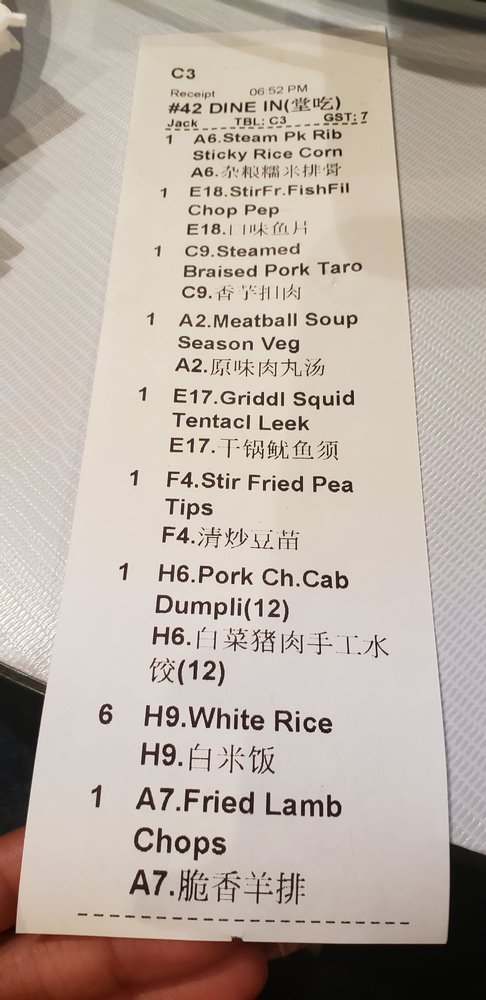 C3
Receipt 06:52 PM
#42 DINE IN(堂吃)
Jack TBL: C3 GST: 7
1 A6.Steam Pk Rib
Sticky Rice Corn
A6.杂粮糯米排骨
1 E18.StirFr.FishFil
Chop Pep
E18.口味鱼片
1 C9.Steamed
Braised Pork Taro
C9.香芋扣肉
1 A2.Meatball Soup
Season Veg
A2.原味肉丸汤
1 E17.Griddl Squid
Tentacl Leek
E17.干锅鱿鱼须
1 F4.Stir Fried Pea
Tips
F4.清炒豆苗
1 H6.Pork Ch.Cab
Dumpli(12)
H6.白菜猪肉手工水
饺(12)
6 H9.White Rice
H9.白米饭
1 A7.Fried Lamb
Chops
A7.脆香羊排